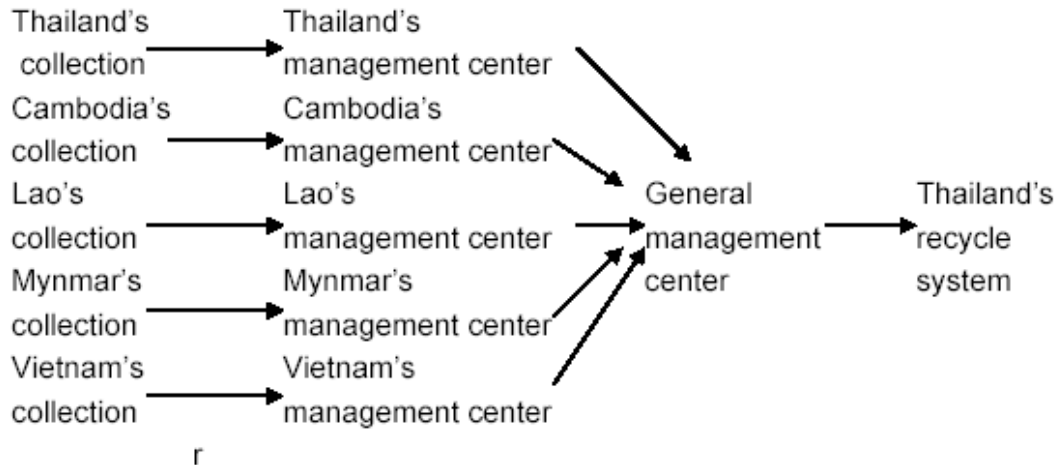 Thailand's
collection
Thailand's
management center
Cambodia's
collection
Cambodia's
management center
Lao's
collection
Lao's
management center
Mynmar's
collection
Mynmar's
management center
Vietnam's
collection
Vietnam's
management center
General
management
center
Thailand's
recycle
system
r